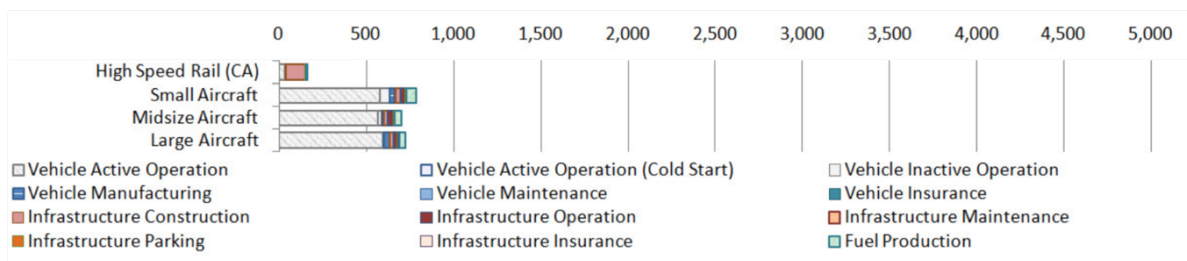 0 500 1,000 1,500 2,000 2,500 3,000 3,500 4,000 4,500 5,000
High Speed Rail (CA)
Small Aircraft
Midsize Aircraft
Large Aircraft
Vehicle Active Operation Vehicle Active Operation (Cold Start) Vehicle Inactive Operation
Vehicle Manufacturing Vehicle Maintenance Vehicle Insurance
Infrastructure Construction Infrastructure Operation Infrastructure Maintenance
Infrastructure Parking Infrastructure Insurance Fuel Production